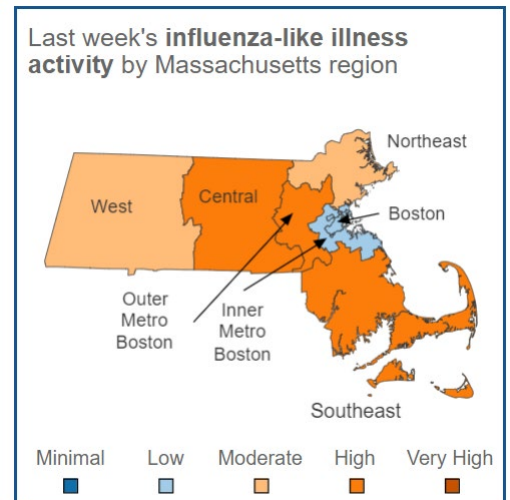 Last week's influenza-like illness
activity by Massachusetts region
Northeast
West
Central
Boston
Outer
Metro
Boston
Inner
Metro
Boston
Southeast
Minimal Low Moderate High Very High